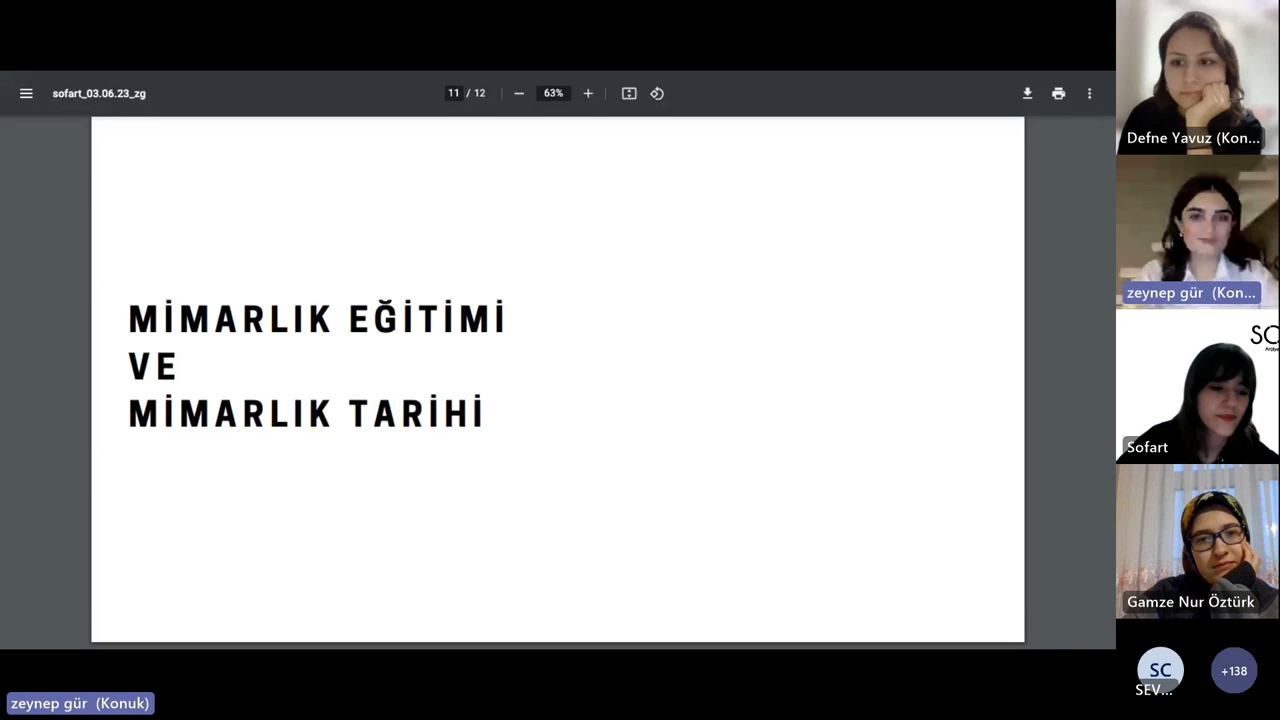 sofart_03.06.23_zg
11 / 12
63%
MİMARLIK EĞİTİMİ
VE
MİMARLIK TARİHİ
Defne Yavuz (Kon...
zeynep gür (Kon...
SO
Sofart
Gamze Nur Öztürk
SC
SEV...
+138
zeynep gür (Konuk)